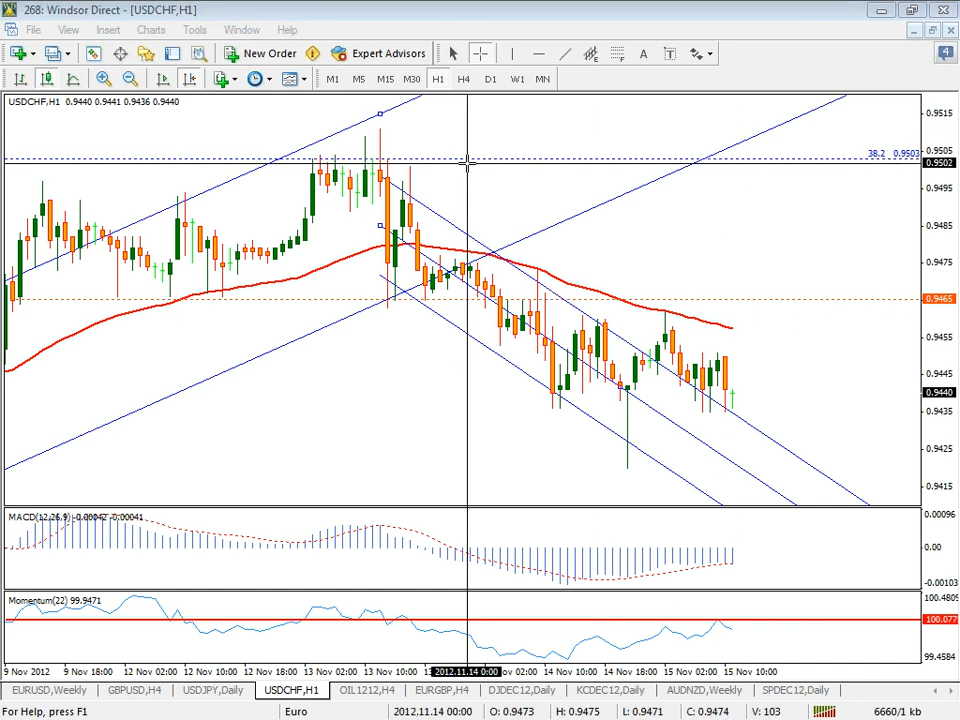 268: Windsor Direct - [USDCHF,H1]
File View Insert Charts Tools Window Help
New Order Expert Advisors A T 4
M1 M5 M15 M30 H1 H4 D1 W1 MN
USDCHF,H1 0.9440 0.9441 0.9436 0.9440
0.9515
0.9505
38.2 0.9503
0.9502
0.9495
0.9485
0.9475
0.9465
0.9455
0.9445
0.9440
0.9435
0.9425
0.9415
MACD(12,26,9) -0.00042 -0.00041
0.00096
0.00
-0.00103
Momentum(22) 99.9471
100.4805
100.077
99.4584
9 Nov 2012 9 Nov 18:00 12 Nov 02:00 12 Nov 10:00 12 Nov 18:00 13 Nov 02:00 13 Nov 10:00 2012.11.14 0:00 14 Nov 10:00 14 Nov 18:00 15 Nov 02:00 15 Nov 10:00
EURUSD,Weekly GBPUSD,H4 USDJPY,Daily USDCHF,H1 OIL1212,H4 EURGBP,H4 DJDEC12,Daily KCDEC12,Daily AUDNZD,Weekly SPDEC12,Daily
For Help, press F1 Euro 2012.11.14 00:00 O: 0.9473 H: 0.9475 L: 0.9471 C: 0.9474 V: 103 6660/1 kb